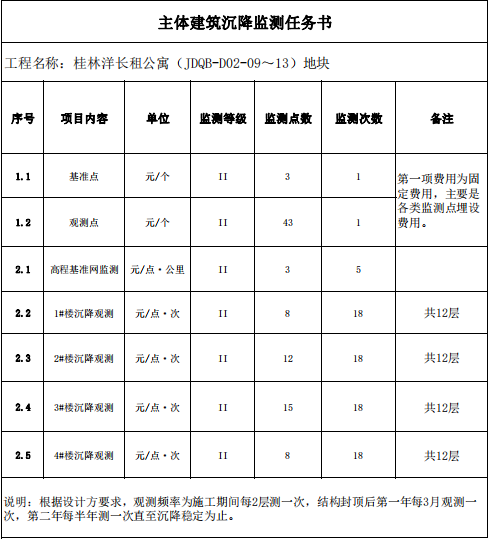 主体建筑沉降监测任务书
工程名称：桂林洋长租公寓（JDQB-D02-09～13）地块
序号 项目内容 单位 监测等级 监测点数 监测次数 备注
1.1 基准点 元/个 II 3 1
第一项费用为固
定费用，主要是
各类监测点埋设
费用。
1.2 观测点 元/个 II 43 1
2.1 高程基准网监测 元/点·公里 II 3 5
2.2 1#楼沉降观测 元/点·次 II 8 18 共12层
2.3 2#楼沉降观测 元/点·次 II 12 18 共12层
2.4 3#楼沉降观测 元/点·次 II 15 18 共12层
2.5 4#楼沉降观测 元/点·次 II 8 18 共12层
说明：根据设计方要求，观测频率为施工期间每2层测一次，结构封顶后第一年每3月观测一
次，第二年每半年测一次直至沉降稳定为止。